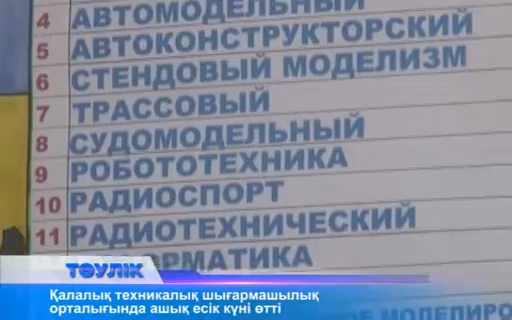 4 АВТОМОДЕЛЬНЫЙ
5 АВТОКОНСТРУКТОРСКИЙ
6 СТЕНДОВЫЙ МОДЕЛИЗМ
7 ТРАССОВЫЙ
8 СУДОМОДЕЛЬНЫЙ
9 РОБОТОТЕХНИКА
10 РАДИОСПОРТ
11 РАДИОТЕХНИЧЕСКИЙ
ТӘУЛІК
Қалалық техникалық шығармашылық
орталығында ашық есік күні өтті